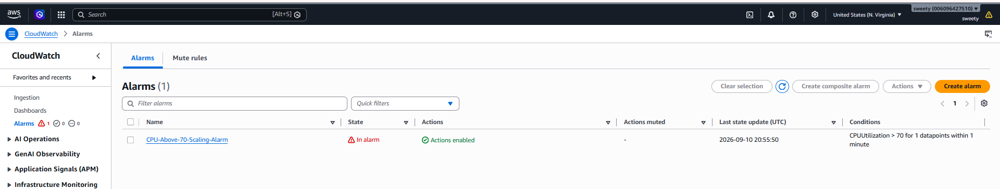 aws
Search
[Alt+S]
United States (N. Virginia) ▼
sweety (006096427510) ▼
sweety
CloudWatch > Alarms
CloudWatch
Favorites and recents
Ingestion
Dashboards
Alarms 1 0 0
AI Operations
GenAI Observability
Application Signals (APM)
Infrastructure Monitoring
Alarms
Mute rules
Alarms (1)
Clear selection
Create composite alarm
Actions
Create alarm
Filter alarms
Quick filters
1
Name State Actions Actions muted Last state update (UTC) Conditions
CPU-Above-70-Scaling-Alarm In alarm Actions enabled - 2026-09-10 20:55:50 CPUUtilization > 70 for 1 datapoints within 1
minute